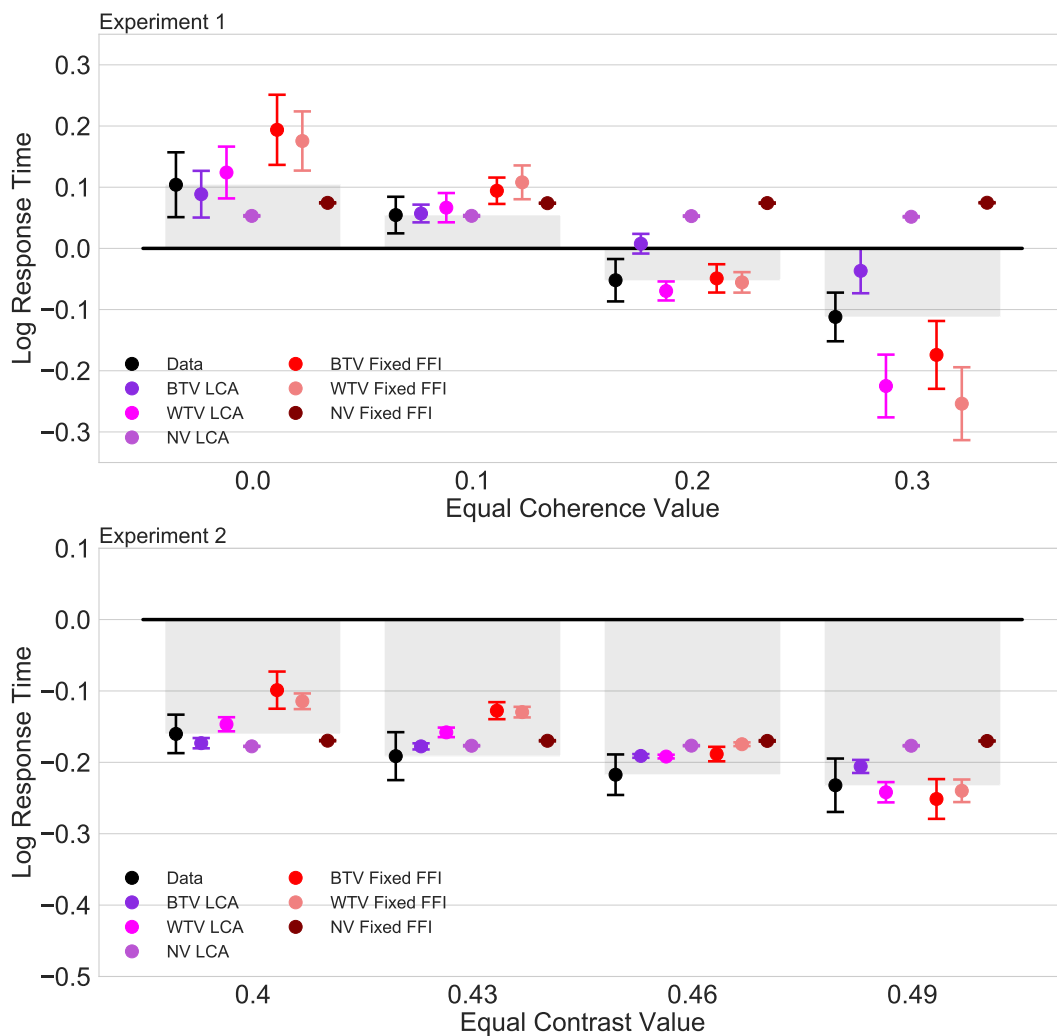 Experiment 1
0.3
0.2
0.1
0.0
−0.1
−0.2
−0.3
Log Response Time
Data
BTV LCA
WTV LCA
NV LCA
BTV Fixed FFI
WTV Fixed FFI
NV Fixed FFI
0.0 0.1 0.2 0.3
Equal Coherence Value
Experiment 2
0.1
0.0
−0.1
−0.2
−0.3
−0.4
−0.5
Log Response Time
Data
BTV LCA
WTV LCA
NV LCA
BTV Fixed FFI
WTV Fixed FFI
NV Fixed FFI
0.4 0.43 0.46 0.49
Equal Contrast Value